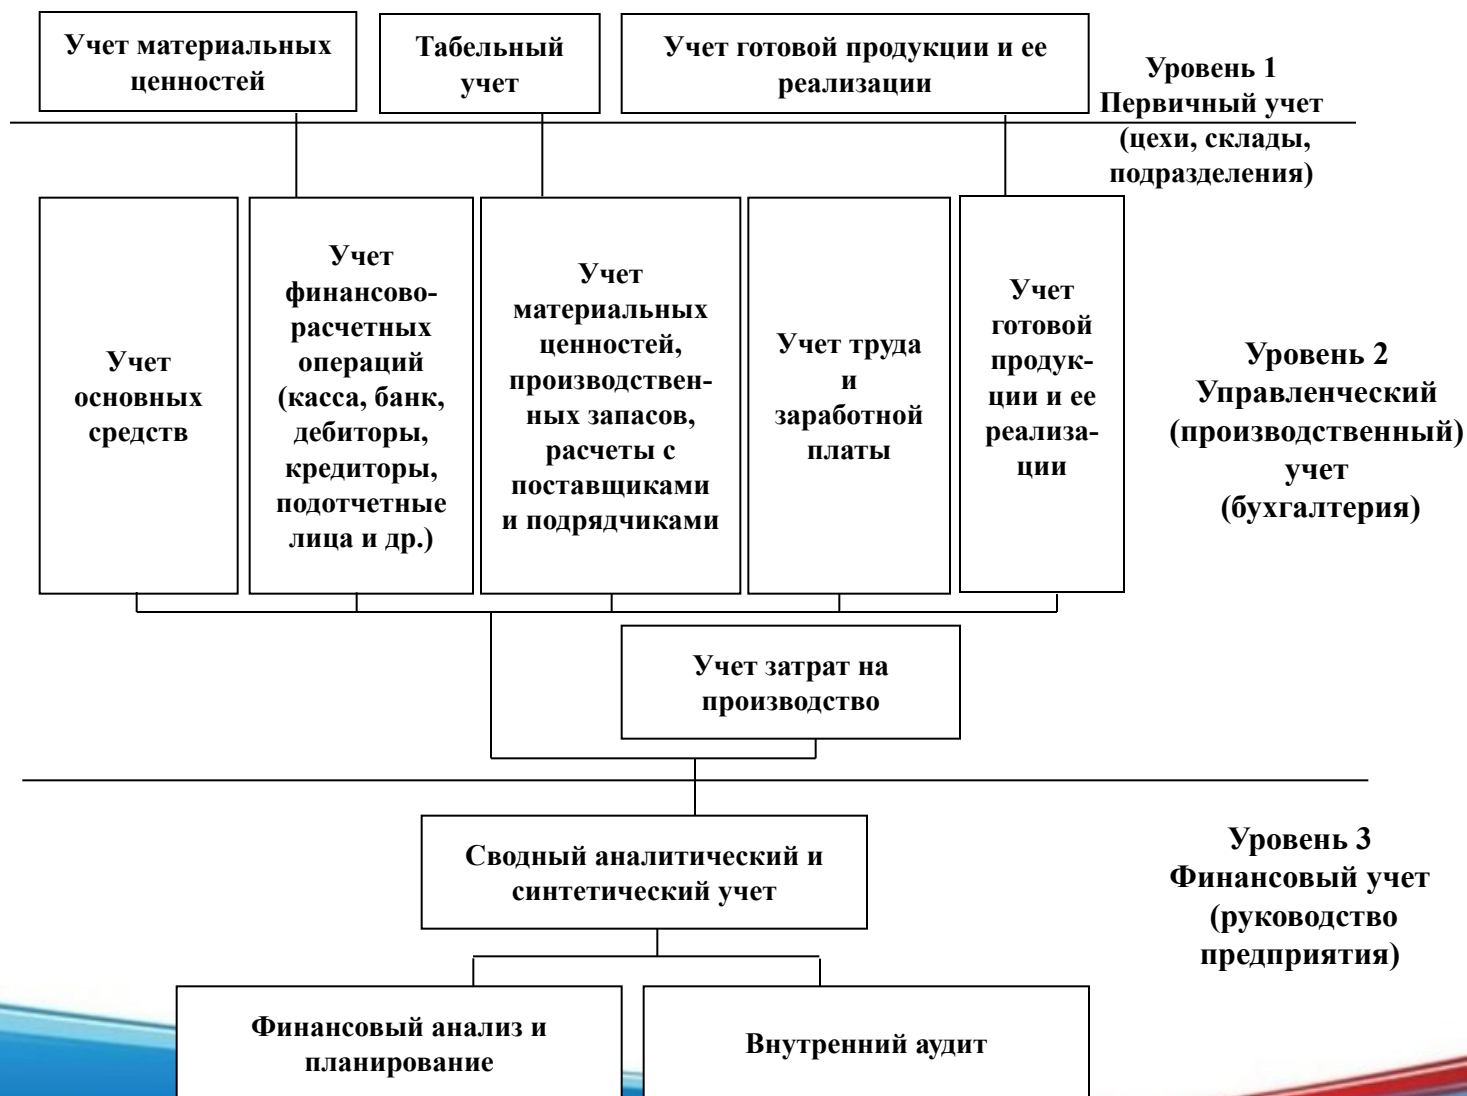 Учет материальных
ценностей
Табельный
учет
Учет готовой продукции и ее
реализации
Уровень 1
Первичный учет
(цехи, склады,
подразделения)
Учет
основных
средств
Учет
финансово-
расчетных
операций
(касса, банк,
дебиторы,
кредиторы,
подотчетные
лица и др.)
Учет
материальных
ценностей,
производствен-
ных запасов,
расчеты с
поставщиками
и подрядчиками
Учет труда
и
заработной
платы
Учет
готовой
продук-
ции и ее
реализа-
ции
Уровень 2
Управленческий
(производственный)
учет
(бухгалтерия)
Учет затрат на
производство
Сводный аналитический и
синтетический учет
Уровень 3
Финансовый учет
(руководство
предприятия)
Финансовый анализ и
планирование
Внутренний аудит